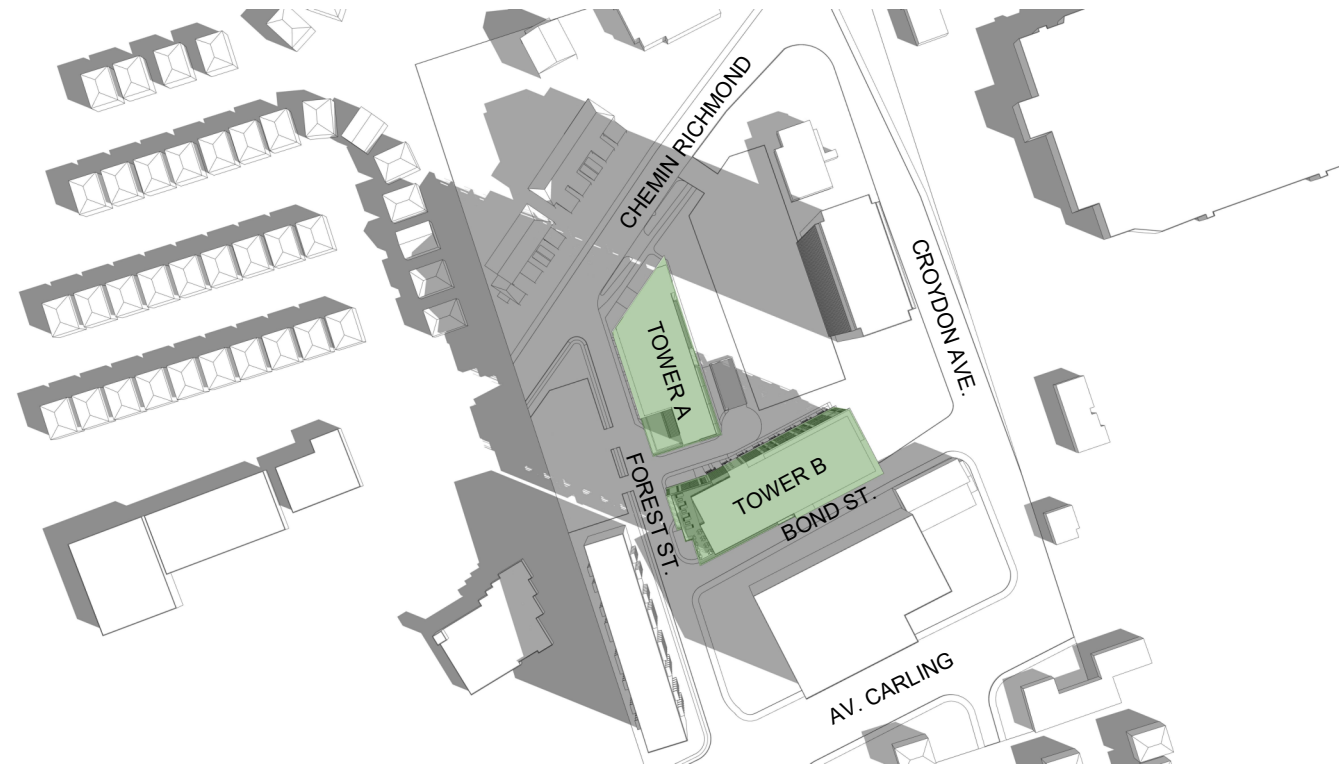 CHEMIN RICHMOND
CROYDON AVE.
TOWER A
TOWER B
FOREST ST.
BOND ST.
AV. CARLING